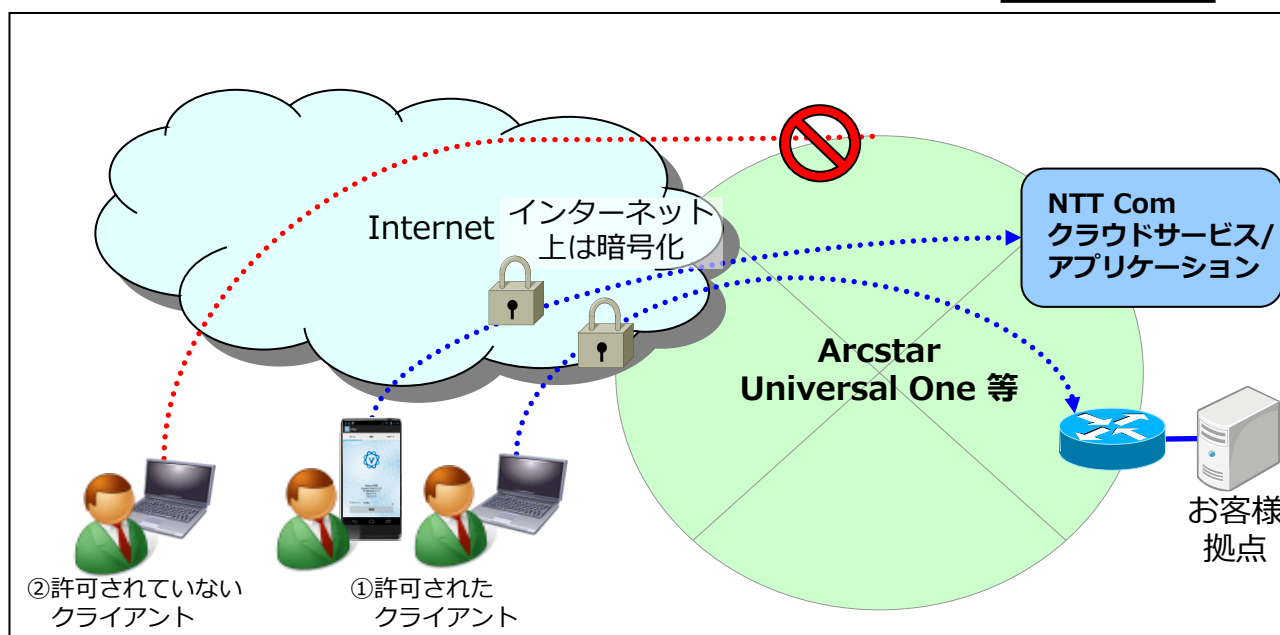 Internet
インターネット
上は暗号化
NTT Com
クラウドサービス/
アプリケーション
Arcstar
Universal One 等
お客様
拠点
②許可されていない
クライアント
①許可された
クライアント